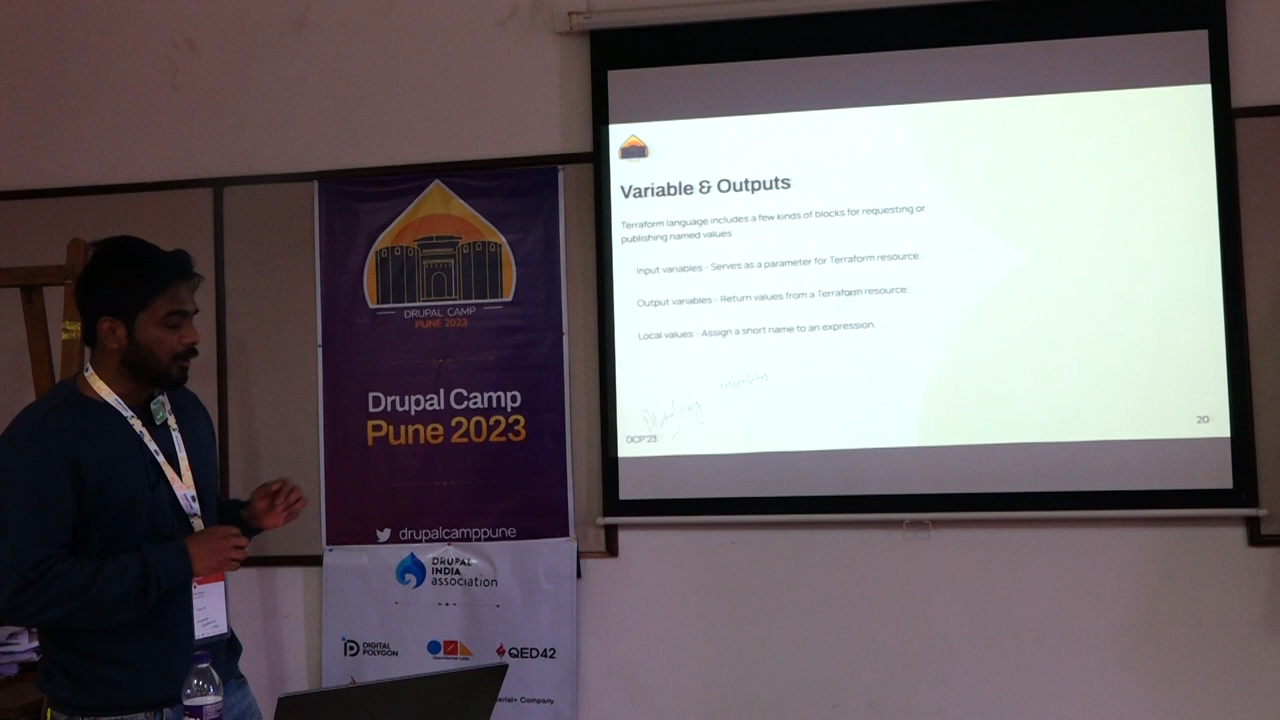 Variable & Outputs
Terraform language includes a few kinds of blocks for requesting or
publishing named values
Input variables - Serves as a parameter for Terraform resource.
Output variables - Return values from a Terraform resource.
Local values - Assign a short name to an expression.
DCP'23
20
DRUPAL CAMP
PUNE 2023
Drupal Camp
Pune 2023
drupalcamppune
DRUPAL
INDIA
association
DIGITAL
POLYGON
QED42
Company